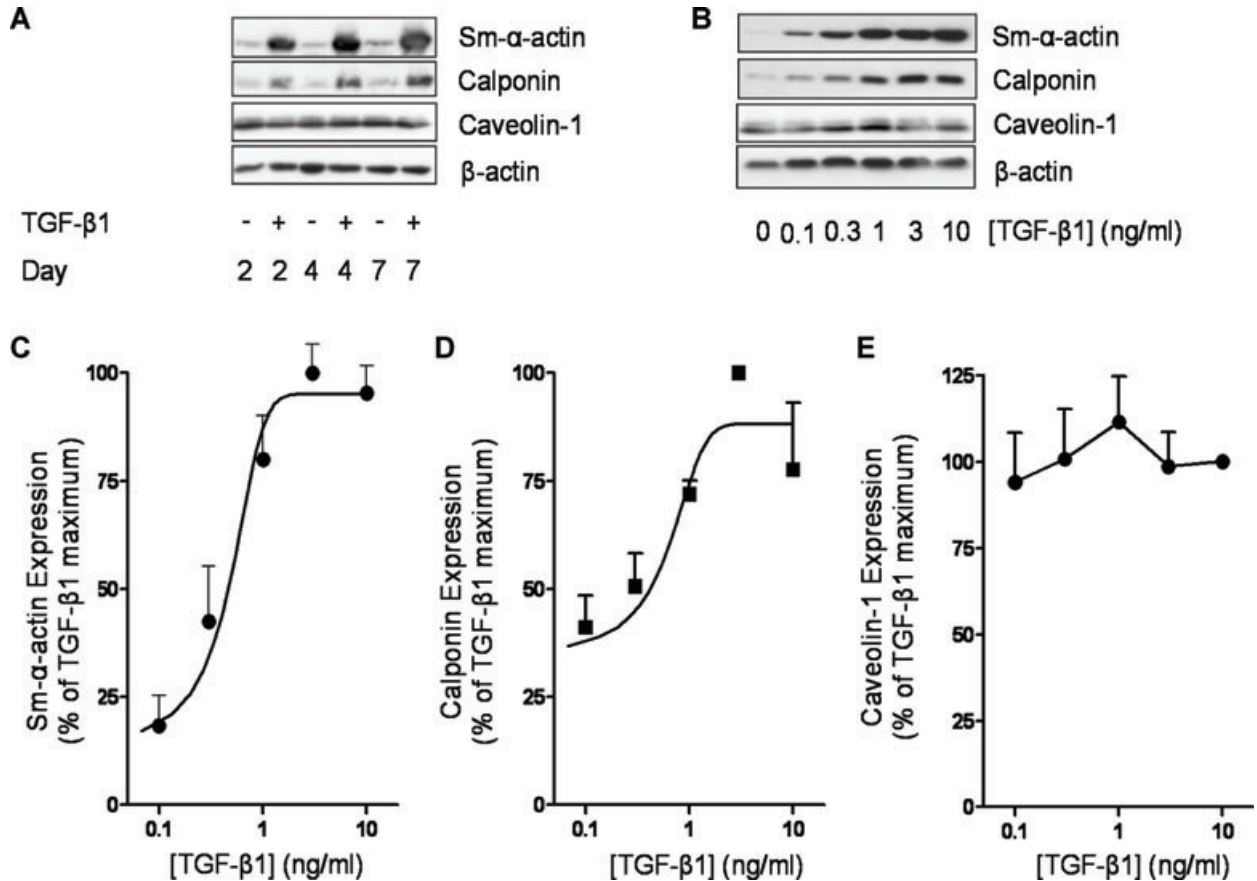 A
Sm-α-actin
Calponin
Caveolin-1
β-actin
TGF-β1 - + - + - +
Day 2 2 4 4 7 7
B
Sm-α-actin
Calponin
Caveolin-1
β-actin
0 0.1 0.3 1 3 10 [TGF-β1] (ng/ml)
C
Sm-α-actin Expression
(% of TGF-β1 maximum)
100
75
50
25
0
0.1 1 10
[TGF-β1] (ng/ml)
D
Calponin Expression
(% of TGF-β1 maximum)
100
75
50
25
0
0.1 1 10
[TGF-β1] (ng/ml)
E
Caveolin-1 Expression
(% of TGF-β1 maximum)
125
100
75
50
25
0
0.1 1 10
[TGF-β1] (ng/ml)